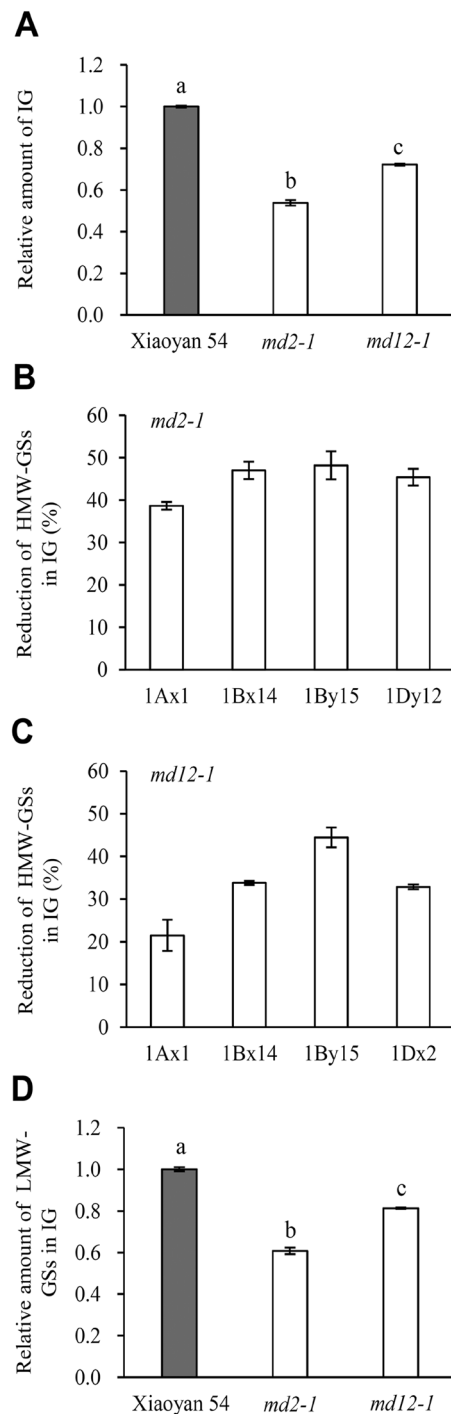 A
Relative amount of IG
1.2
1.0
0.8
0.6
0.4
0.2
0.0
a
b
c
Xiaoyan 54 md2-1 md12-1
B
Reduction of HMW-GSs
in IG (%)
60
50
40
30
20
10
0
md2-1
1Ax1 1Bx14 1By15 1Dy12
C
Reduction of HMW-GSs
in IG (%)
60
50
40
30
20
10
0
md12-1
1Ax1 1Bx14 1By15 1Dx2
D
Relative amount of LMW-
GSs in IG
1.2
1.0
0.8
0.6
0.4
0.2
0.0
a
b
c
Xiaoyan 54 md2-1 md12-1